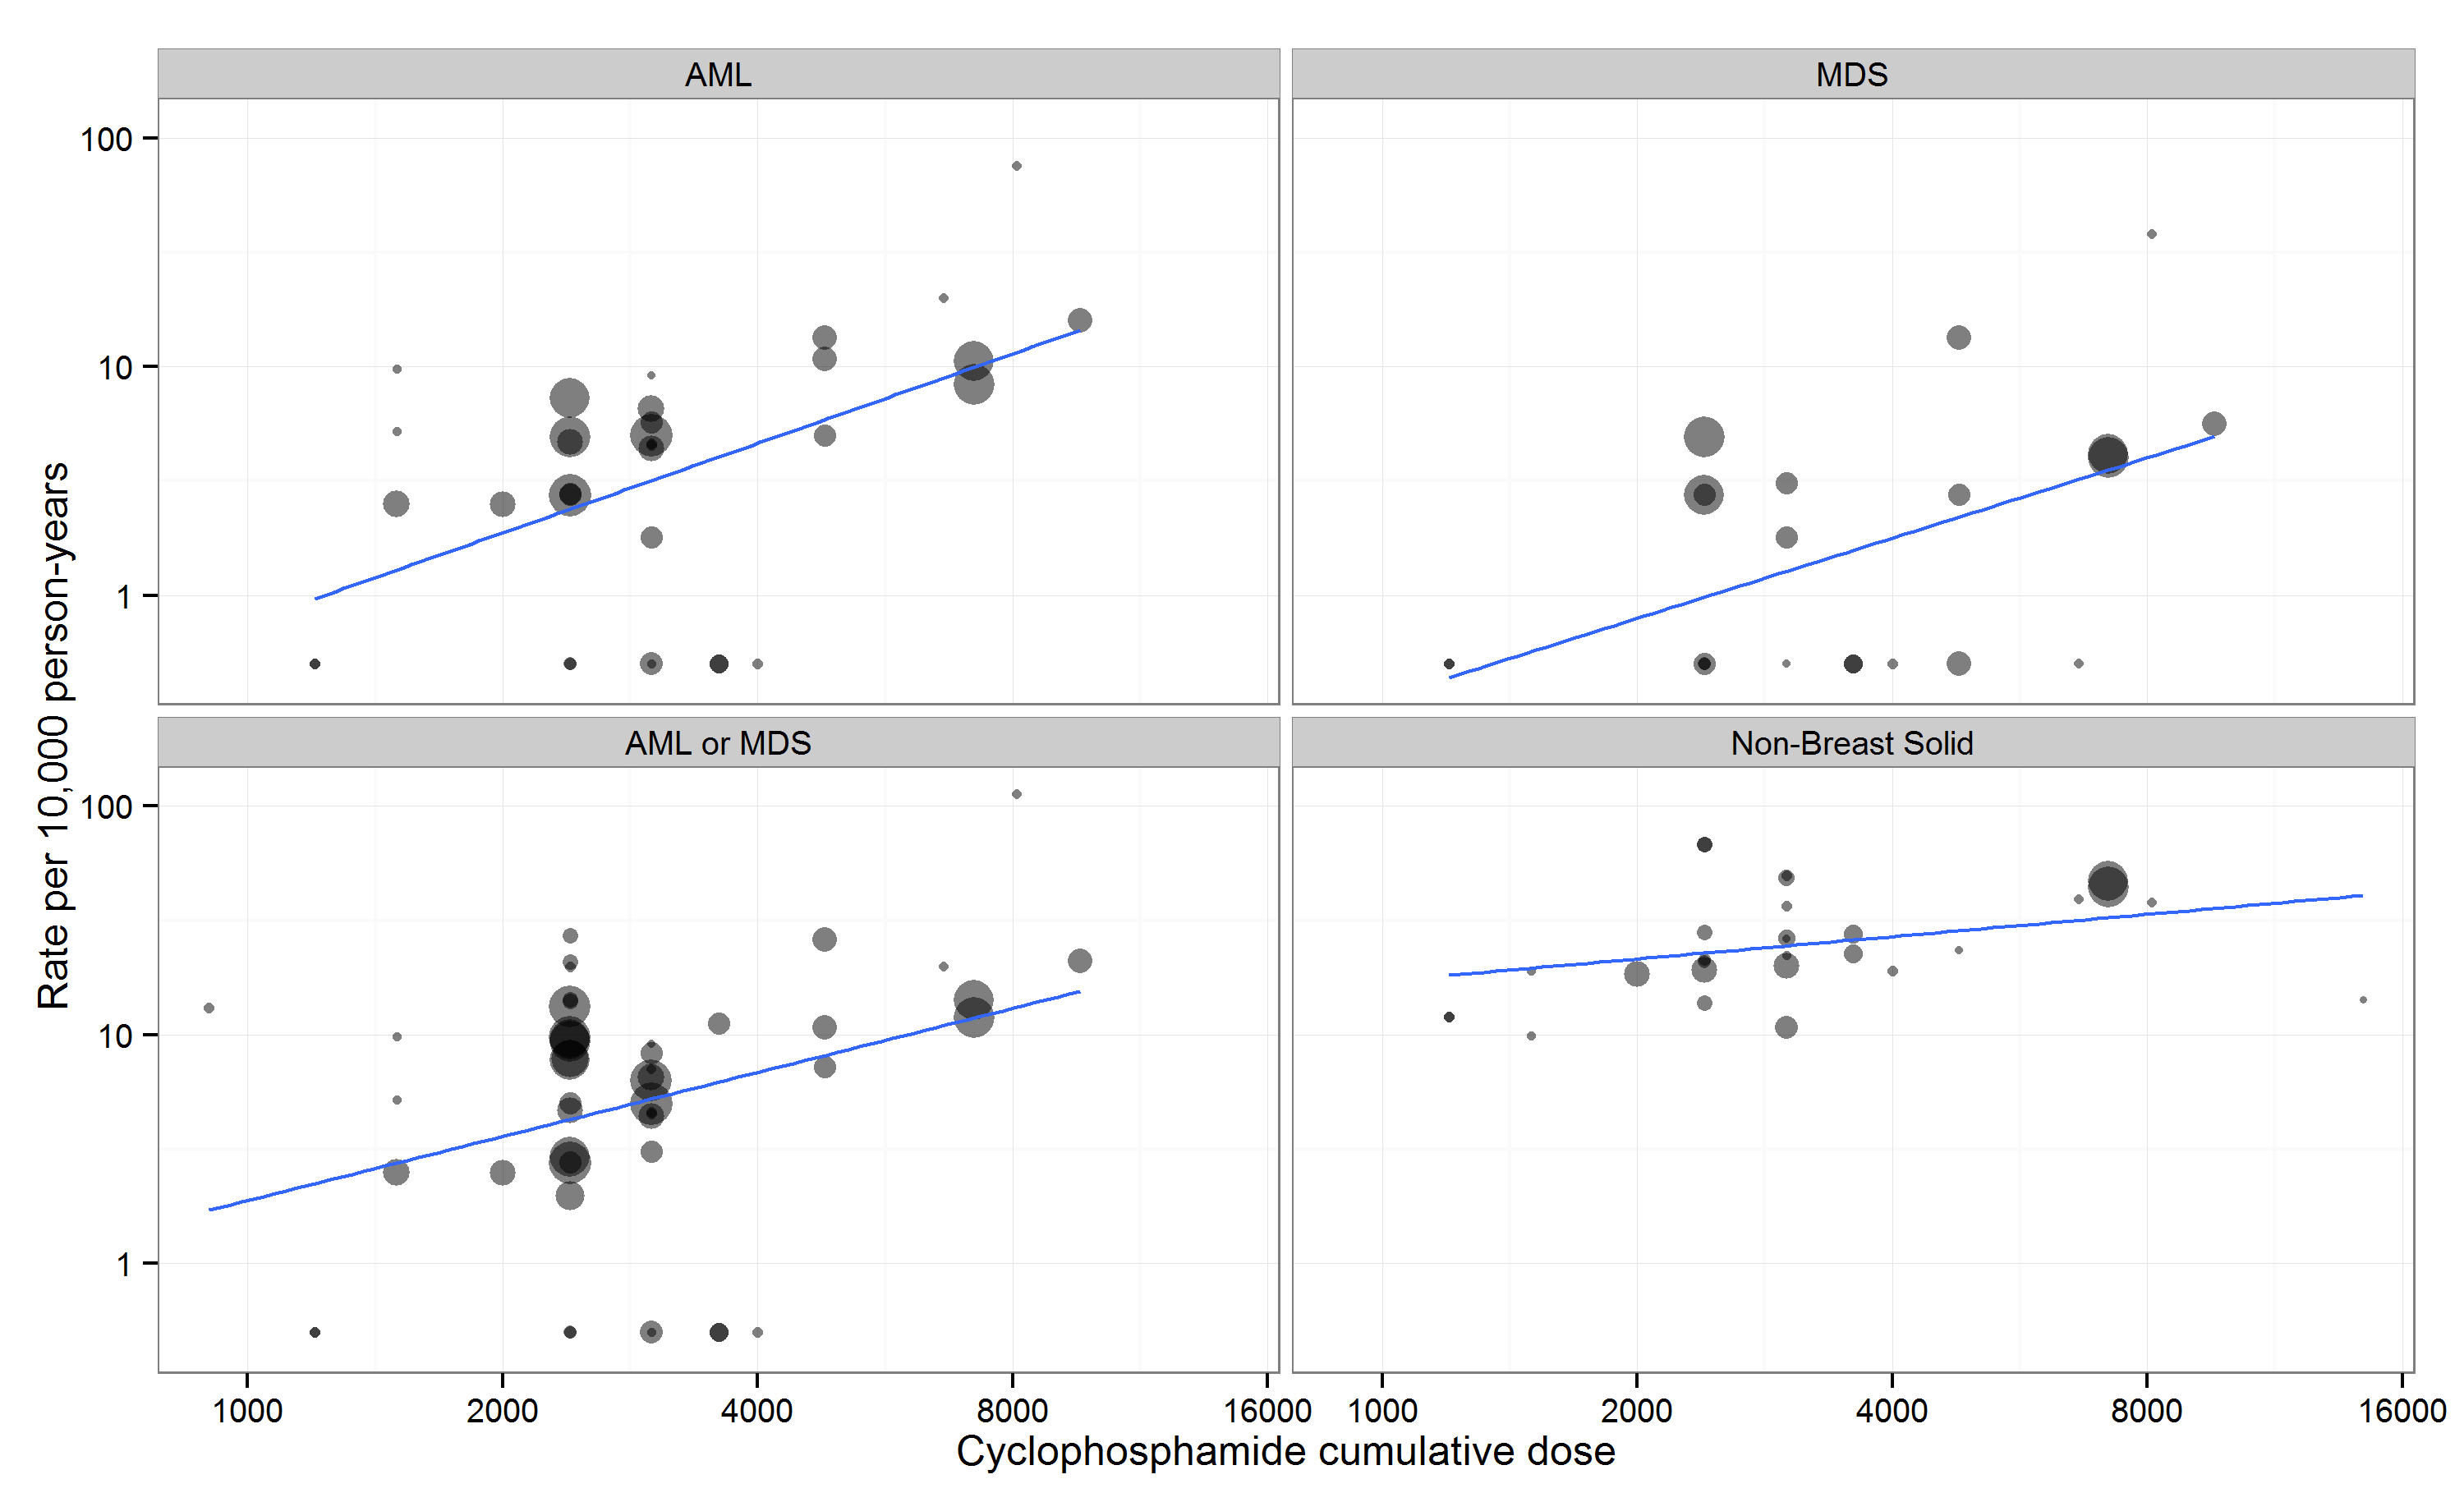 AML
MDS
100
10
1
AML or MDS
Non-Breast Solid
100
10
1
Rate per 10,000 person-years
1000 2000 4000 8000 16000 1000 2000 4000 8000 16000
Cyclophosphamide cumulative dose